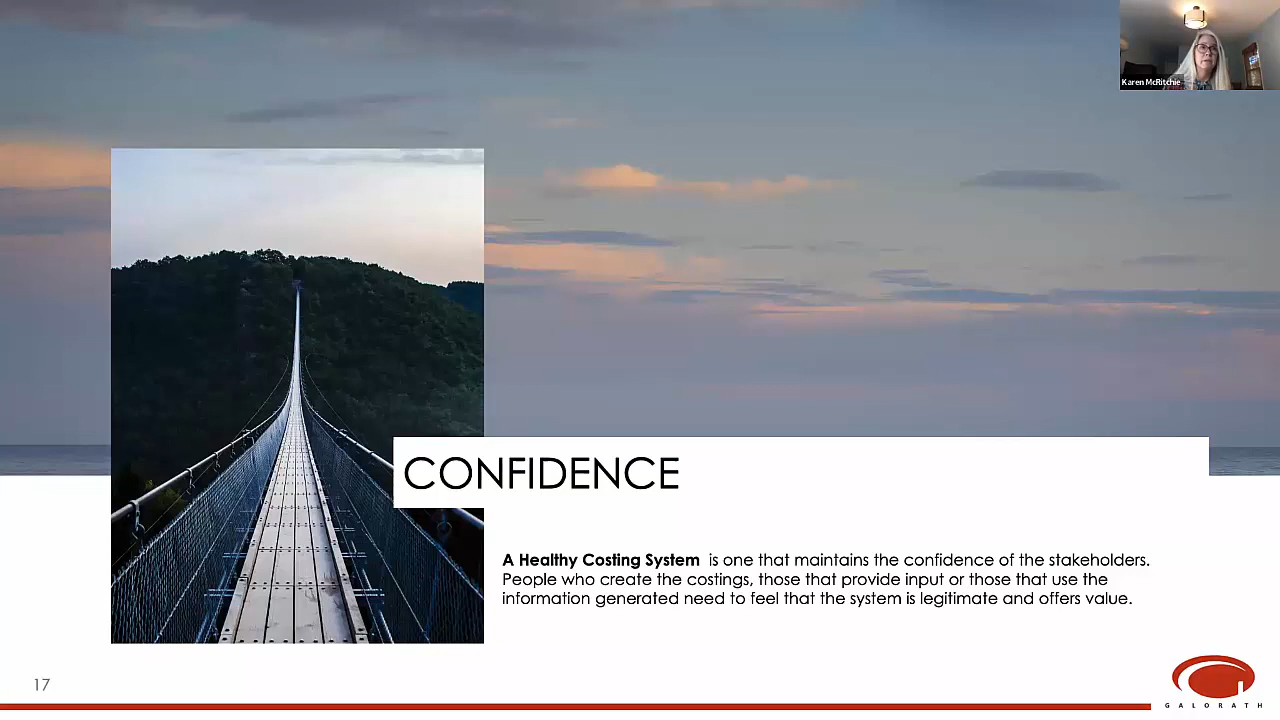 Karen McRitchie
CONFIDENCE
A Healthy Costing System is one that maintains the confidence of the stakeholders.
People who create the costings, those that provide input or those that use the
information generated need to feel that the system is legitimate and offers value.
17
GALORATH